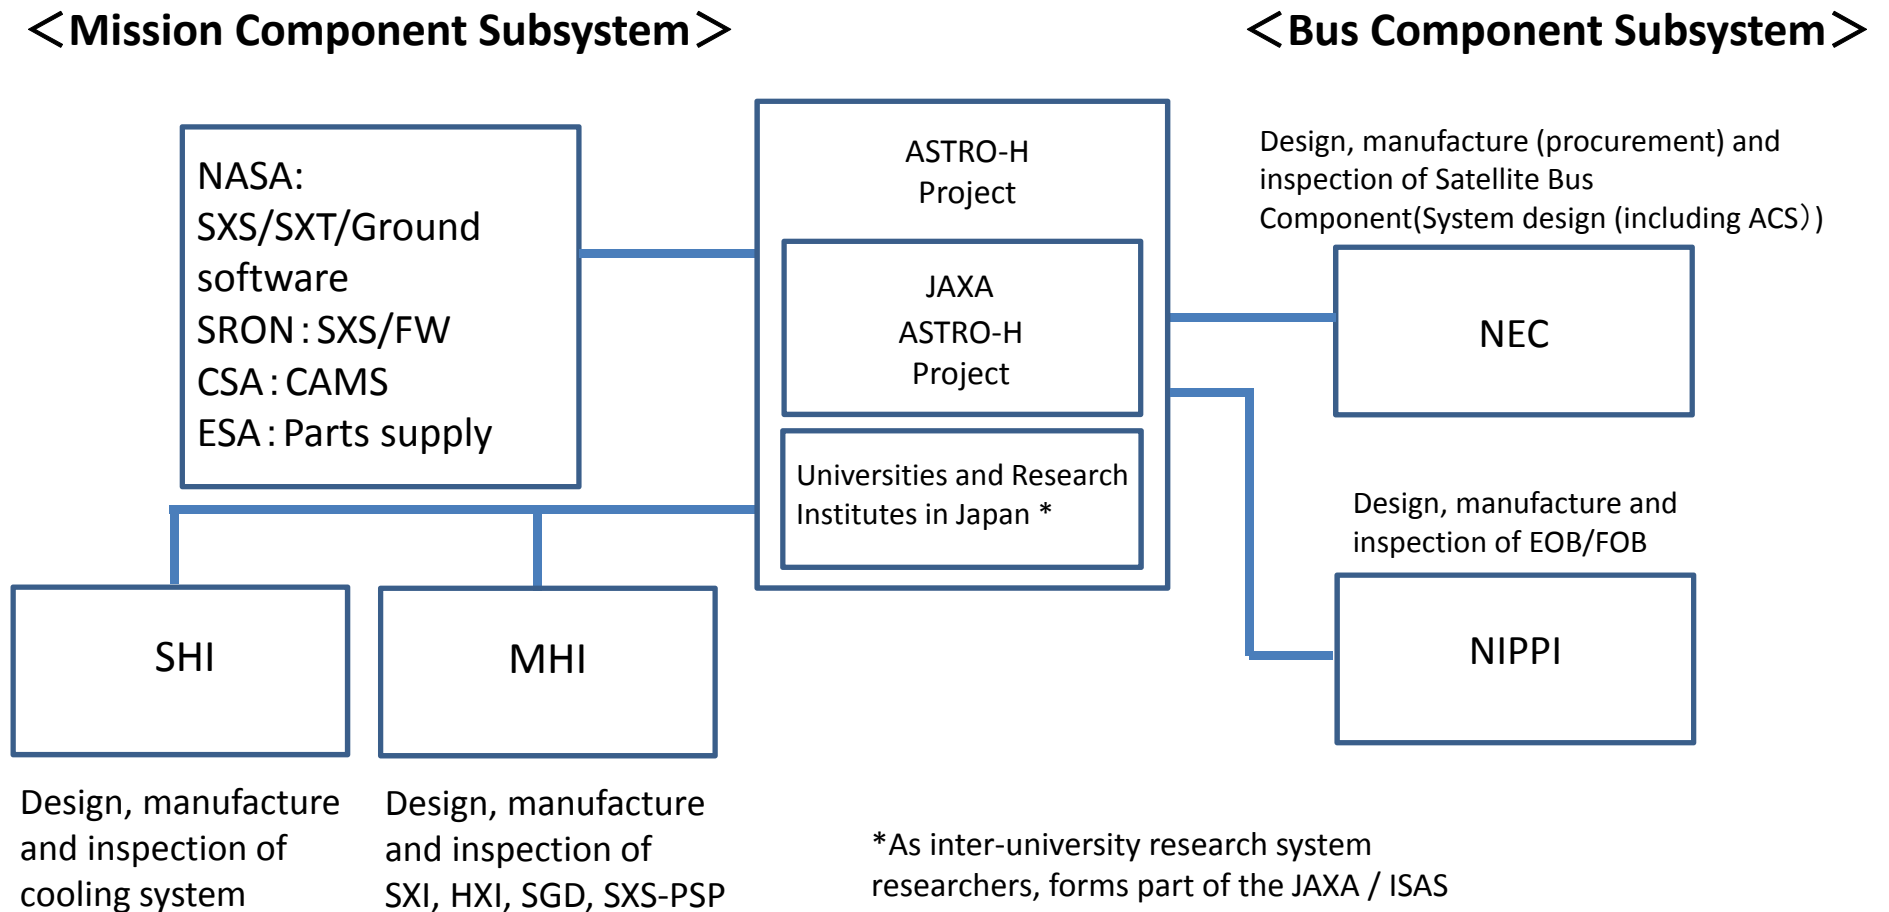 ＜Mission Component Subsystem＞
＜Bus Component Subsystem＞
NASA:
SXS/SXT/Ground
software
SRON：SXS/FW
CSA：CAMS
ESA：Parts supply
ASTRO-H
Project
JAXA
ASTRO-H
Project
Universities and Research
Institutes in Japan *
Design, manufacture (procurement) and
inspection of Satellite Bus
Component(System design (including ACS）)
NEC
Design, manufacture and
inspection of EOB/FOB
NIPPI
SHI
MHI
Design, manufacture
and inspection of
cooling system
Design, manufacture
and inspection of
SXI, HXI, SGD, SXS-PSP
*As inter-university research system
researchers, forms part of the JAXA / ISAS